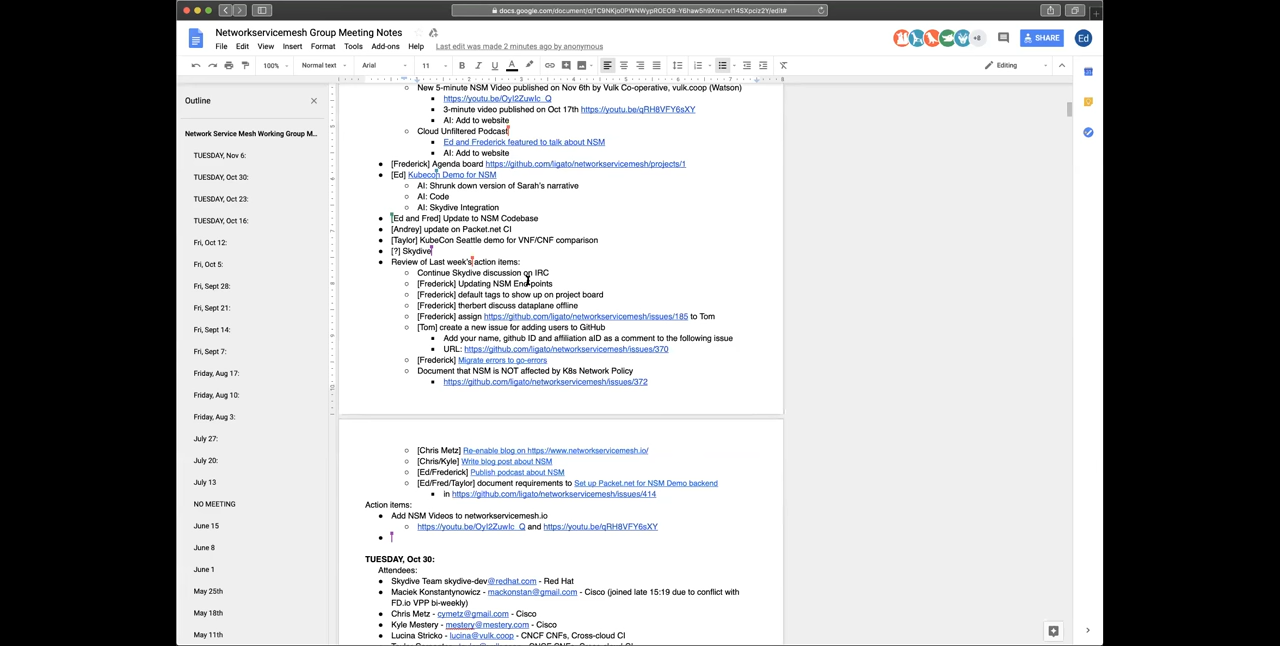 docs.google.com/document/d/1C9NKjo0PWNWypROEO9-Y6haw5h9Xmurvl14SXpciz2Y/edit#
Networkservicemesh Group Meeting Notes
+8
SHARE
Ed
File Edit View Insert Format Tools Add-ons Help Last edit was made 2 minutes ago by anonymous
100% Normal text Arial 11 B I U A Editing
Outline
Network Service Mesh Working Group M...
TUESDAY, Nov 6:
TUESDAY, Oct 30:
TUESDAY, Oct 23:
TUESDAY, Oct 16:
Fri, Oct 12:
Fri, Oct 5:
Fri, Sept 28:
Fri, Sept 21:
Fri, Sept 14:
Fri, Sept 7:
Friday, Aug 17:
Friday, Aug 10:
Friday, Aug 3:
July 27:
July 20:
July 13
NO MEETING
June 15
June 8
June 1
May 25th
May 18th
May 11th
New 5-minute NSM Video published on Nov 6th by Vulk Co-operative, vulk.coop (Watson)
https://youtu.be/OyI2ZuwIc_Q
3-minute video published on Oct 17th https://youtu.be/qRH8VFY6sXY
AI: Add to website
Cloud Unfiltered Podcast
Ed and Frederick featured to talk about NSM
AI: Add to website
[Frederick] Agenda board https://github.com/ligato/networkservicemesh/projects/1
[Ed] Kubecon Demo for NSM
AI: Shrunk down version of Sarah's narrative
AI: Code
AI: Skydive Integration
[Ed and Fred] Update to NSM Codebase
[Andrey] update on Packet.net CI
[Taylor] KubeCon Seattle demo for VNF/CNF comparison
[?] Skydive
Review of Last week's action items:
Continue Skydive discussion on IRC
[Frederick] Updating NSM Endpoints
[Frederick] default tags to show up on project board
[Frederick] therbert discuss dataplane offline
[Frederick] assign https://github.com/ligato/networkservicemesh/issues/185 to Tom
[Tom] create a new issue for adding users to GitHub
Add your name, github ID and affiliation aID as a comment to the following issue
URL: https://github.com/ligato/networkservicemesh/issues/370
[Frederick] Migrate errors to go-errors
Document that NSM is NOT affected by K8s Network Policy
https://github.com/ligato/networkservicemesh/issues/372
[Chris Metz] Re-enable blog on https://www.networkservicemesh.io/
[Chris/Kyle] Write blog post about NSM
[Ed/Frederick] Publish podcast about NSM
[Ed/Fred/Taylor] document requirements to Set up Packet.net for NSM Demo backend
in https://github.com/ligato/networkservicemesh/issues/414
Action items:
Add NSM Videos to networkservicemesh.io
https://youtu.be/OyI2ZuwIc_Q and https://youtu.be/qRH8VFY6sXY
TUESDAY, Oct 30:
Attendees:
Skydive Team skydive-dev@redhat.com - Red Hat
Maciek Konstantynowicz - mackonstan@gmail.com - Cisco (joined late 15:19 due to conflict with
FD.io VPP bi-weekly)
Chris Metz - cymetz@gmail.com - Cisco
Kyle Mestery - mestery@mestery.com - Cisco
Lucina Stricko - lucina@vulk.coop - CNCF CNFs, Cross-cloud CI